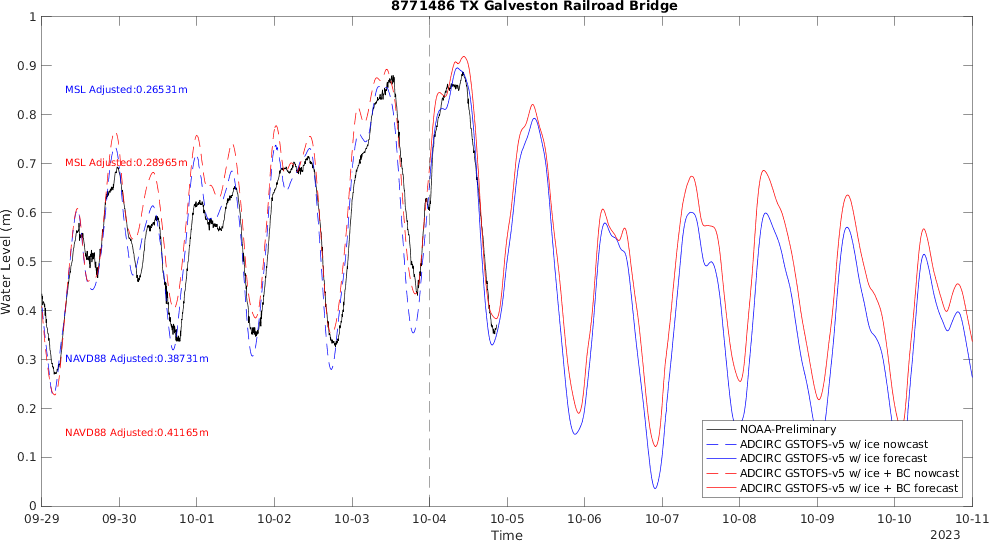 8771486 TX Galveston Railroad Bridge
Water Level (m)
1
0.9
0.8
0.7
0.6
0.5
0.4
0.3
0.2
0.1
0
MSL Adjusted:0.26531m
MSL Adjusted:0.28965m
NAVD88 Adjusted:0.38731m
NAVD88 Adjusted:0.41165m
NOAA-Preliminary
ADCIRC GSTOFS-v5 w/ ice nowcast
ADCIRC GSTOFS-v5 w/ ice forecast
ADCIRC GSTOFS-v5 w/ ice + BC nowcast
ADCIRC GSTOFS-v5 w/ ice + BC forecast
09-29 09-30 10-01 10-02 10-03 10-04 10-05 10-06 10-07 10-08 10-09 10-10 10-11
Time
2023